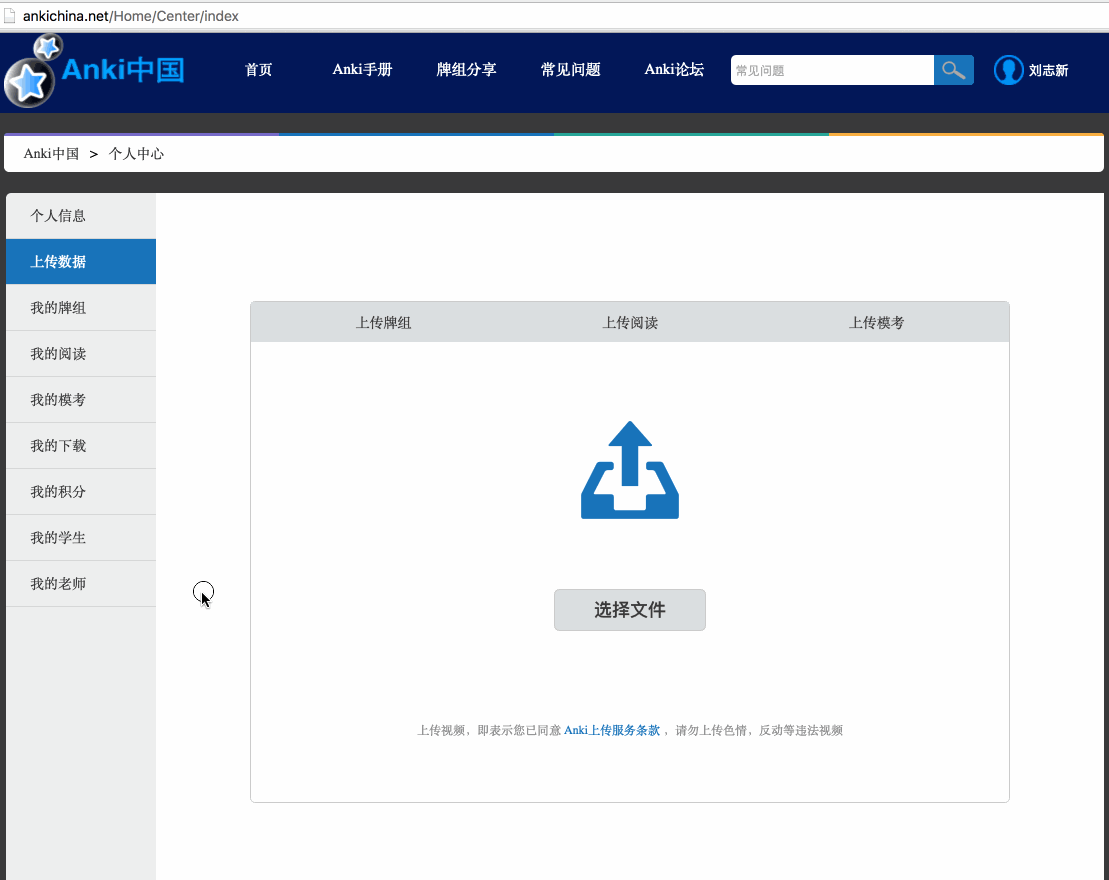 ankichina.net/Home/Center/index
Anki中国
首页 Anki手册 牌组分享 常见问题 Anki论坛 常见问题 刘志新
Anki中国 > 个人中心
个人信息
上传数据
我的牌组
我的阅读
我的模考
我的下载
我的积分
我的学生
我的老师
上传牌组 上传阅读 上传模考
选择文件
上传视频，即表示您已同意 Anki上传服务条款 ，请勿上传色情，反动等违法视频